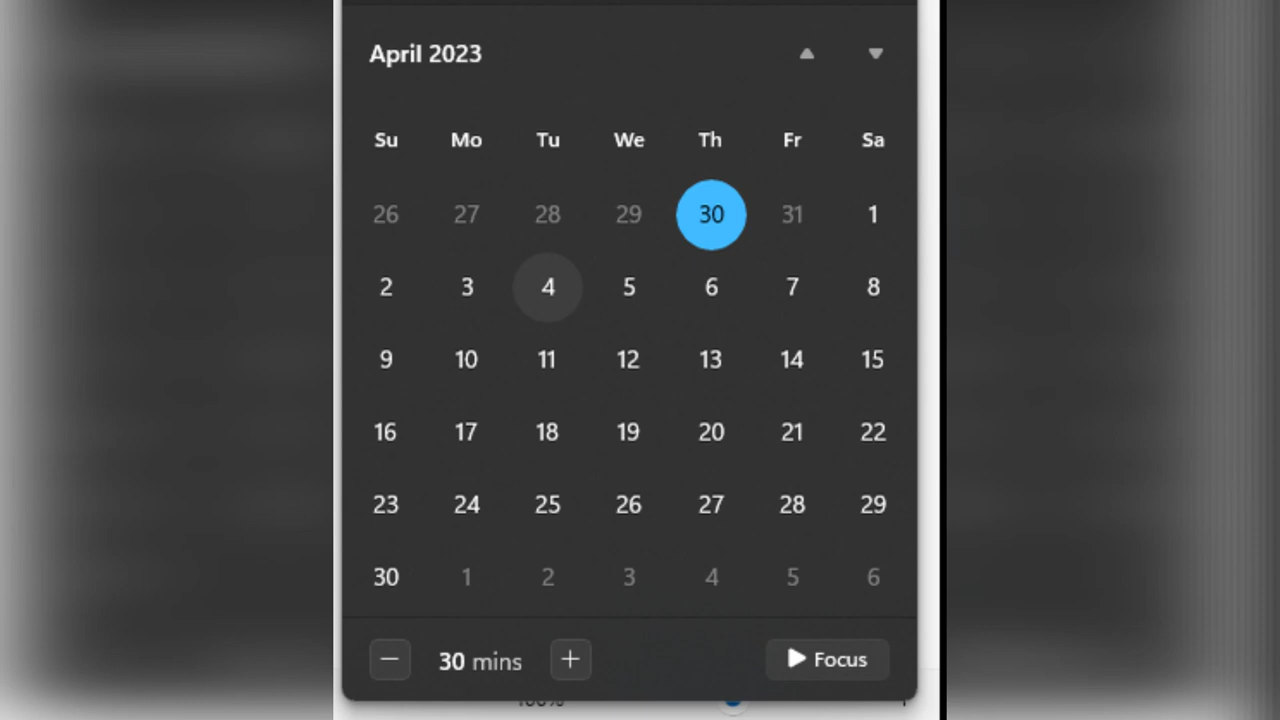 April 2023
Su Mo Tu We Th Fr Sa
26 27 28 29 30 31 1
2 3 4 5 6 7 8
9 10 11 12 13 14 15
16 17 18 19 20 21 22
23 24 25 26 27 28 29
30 1 2 3 4 5 6
30 mins Focus